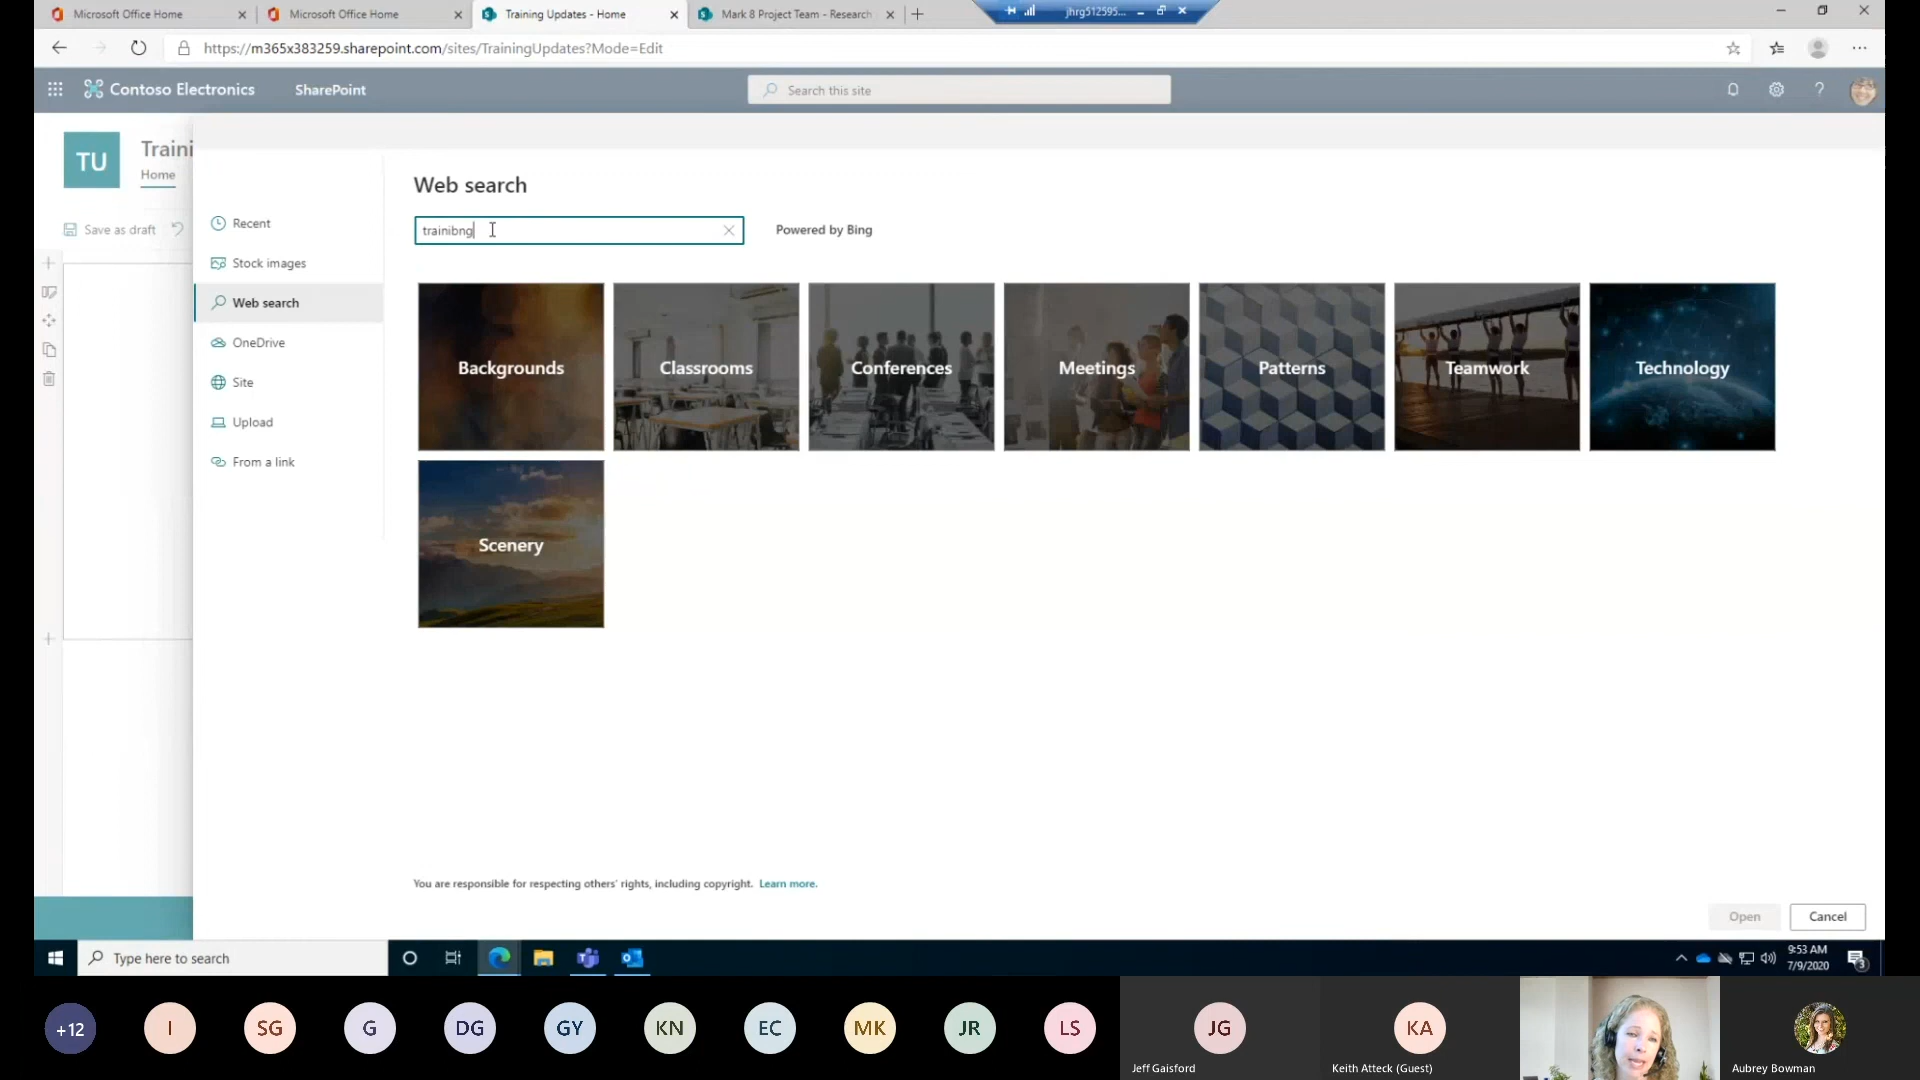 Microsoft Office Home
Microsoft Office Home
Training Updates - Home
Mark 8 Project Team - Research
jhrg512595...
https://m365x383259.sharepoint.com/sites/TrainingUpdates?Mode=Edit
Contoso Electronics
SharePoint
Search this site
TU
Traini
Home
Save as draft
Recent
Stock images
Web search
OneDrive
Site
Upload
From a link
Web search
trainibng
Powered by Bing
Backgrounds
Classrooms
Conferences
Meetings
Patterns
Teamwork
Technology
Scenery
You are responsible for respecting others' rights, including copyright. Learn more.
Open
Cancel
Type here to search
9:53 AM
7/9/2020
3
+12
I
SG
G
DG
GY
KN
EC
MK
JR
LS
JG
Jeff Gaisford
KA
Keith Atteck (Guest)
Aubrey Bowman